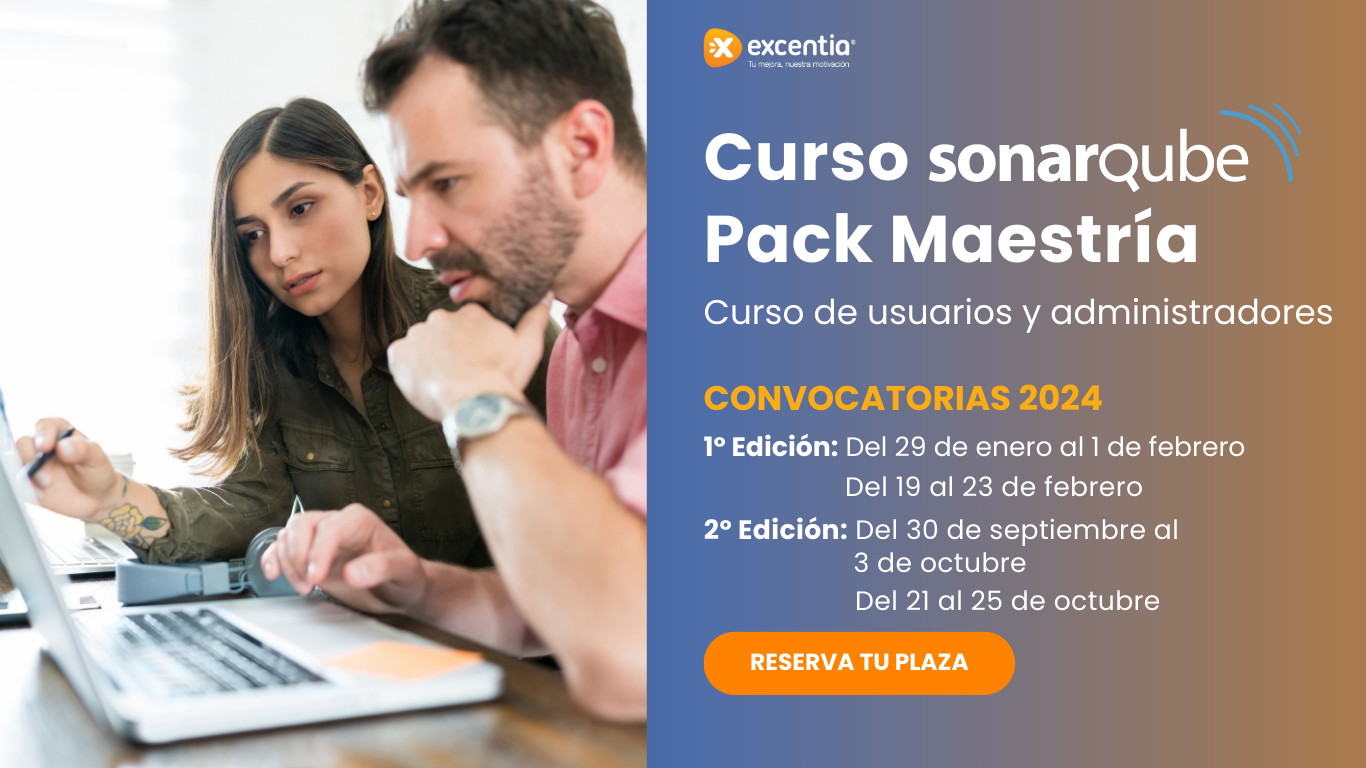 excentia®
Tu mejora, nuestra motivación
Curso sonarqube
Pack Maestría
Curso de usuarios y administradores
CONVOCATORIAS 2024
1º Edición: Del 29 de enero al 1 de febrero
Del 19 al 23 de febrero
2º Edición: Del 30 de septiembre al
3 de octubre
Del 21 al 25 de octubre
RESERVA TU PLAZA